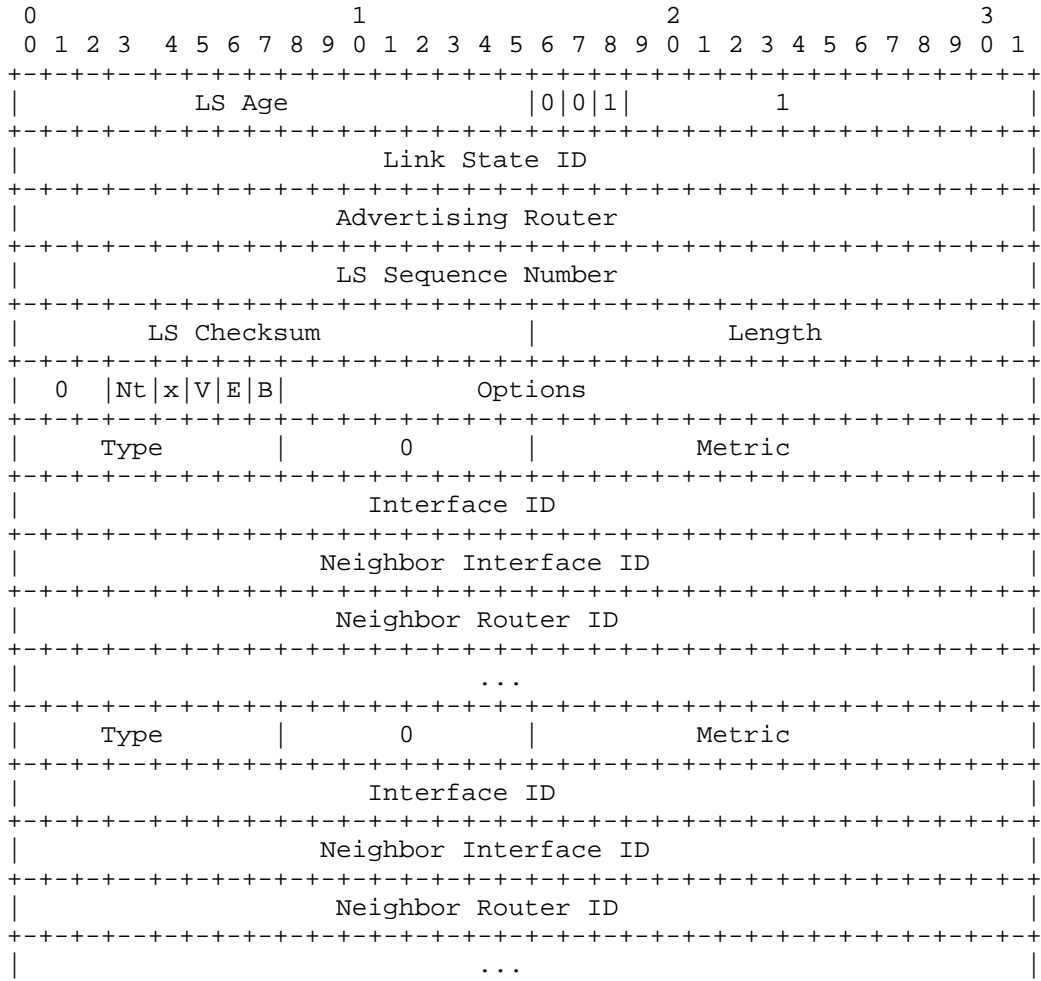 0                    1                   2                   3
 0 1 2 3  4 5 6 7 8 9 0 1 2 3 4 5 6 7 8 9 0 1 2 3 4 5 6 7 8 9 0 1
+-+-+-+--+-+-+-+-+-+-+-+-+-+-+-+-+-+-+-+-+-+-+-+-+-+-+-+-+-+-+-+-+
|           LS Age               |0|0|1|         1               |
+-+-+-+--+-+-+-+-+-+-+-+-+-+-+-+-+-+-+-+-+-+-+-+-+-+-+-+-+-+-+-+-+
|                       Link State ID                            |
+-+-+-+--+-+-+-+-+-+-+-+-+-+-+-+-+-+-+-+-+-+-+-+-+-+-+-+-+-+-+-+-+
|                    Advertising Router                          |
+-+-+-+--+-+-+-+-+-+-+-+-+-+-+-+-+-+-+-+-+-+-+-+-+-+-+-+-+-+-+-+-+
|                    LS Sequence Number                          |
+-+-+-+--+-+-+-+-+-+-+-+-+-+-+-+-+-+-+-+-+-+-+-+-+-+-+-+-+-+-+-+-+
|        LS Checksum             |            Length             |
+-+-+-+--+-+-+-+-+-+-+-+-+-+-+-+-+-+-+-+-+-+-+-+-+-+-+-+-+-+-+-+-+
|  0  |Nt|x|V|E|B|            Options                            |
+-+-+-+--+-+-+-+-+-+-+-+-+-+-+-+-+-+-+-+-+-+-+-+-+-+-+-+-+-+-+-+-+
|     Type       |       0       |          Metric               |
+-+-+-+--+-+-+-+-+-+-+-+-+-+-+-+-+-+-+-+-+-+-+-+-+-+-+-+-+-+-+-+-+
|                      Interface ID                              |
+-+-+-+--+-+-+-+-+-+-+-+-+-+-+-+-+-+-+-+-+-+-+-+-+-+-+-+-+-+-+-+-+
|                   Neighbor Interface ID                        |
+-+-+-+--+-+-+-+-+-+-+-+-+-+-+-+-+-+-+-+-+-+-+-+-+-+-+-+-+-+-+-+-+
|                    Neighbor Router ID                          |
+-+-+-+--+-+-+-+-+-+-+-+-+-+-+-+-+-+-+-+-+-+-+-+-+-+-+-+-+-+-+-+-+
|                             ...                                |
+-+-+-+--+-+-+-+-+-+-+-+-+-+-+-+-+-+-+-+-+-+-+-+-+-+-+-+-+-+-+-+-+
|     Type       |       0       |          Metric               |
+-+-+-+--+-+-+-+-+-+-+-+-+-+-+-+-+-+-+-+-+-+-+-+-+-+-+-+-+-+-+-+-+
|                      Interface ID                              |
+-+-+-+--+-+-+-+-+-+-+-+-+-+-+-+-+-+-+-+-+-+-+-+-+-+-+-+-+-+-+-+-+
|                   Neighbor Interface ID                        |
+-+-+-+--+-+-+-+-+-+-+-+-+-+-+-+-+-+-+-+-+-+-+-+-+-+-+-+-+-+-+-+-+
|                    Neighbor Router ID                          |
+-+-+-+--+-+-+-+-+-+-+-+-+-+-+-+-+-+-+-+-+-+-+-+-+-+-+-+-+-+-+-+-+
|                             ...                                |